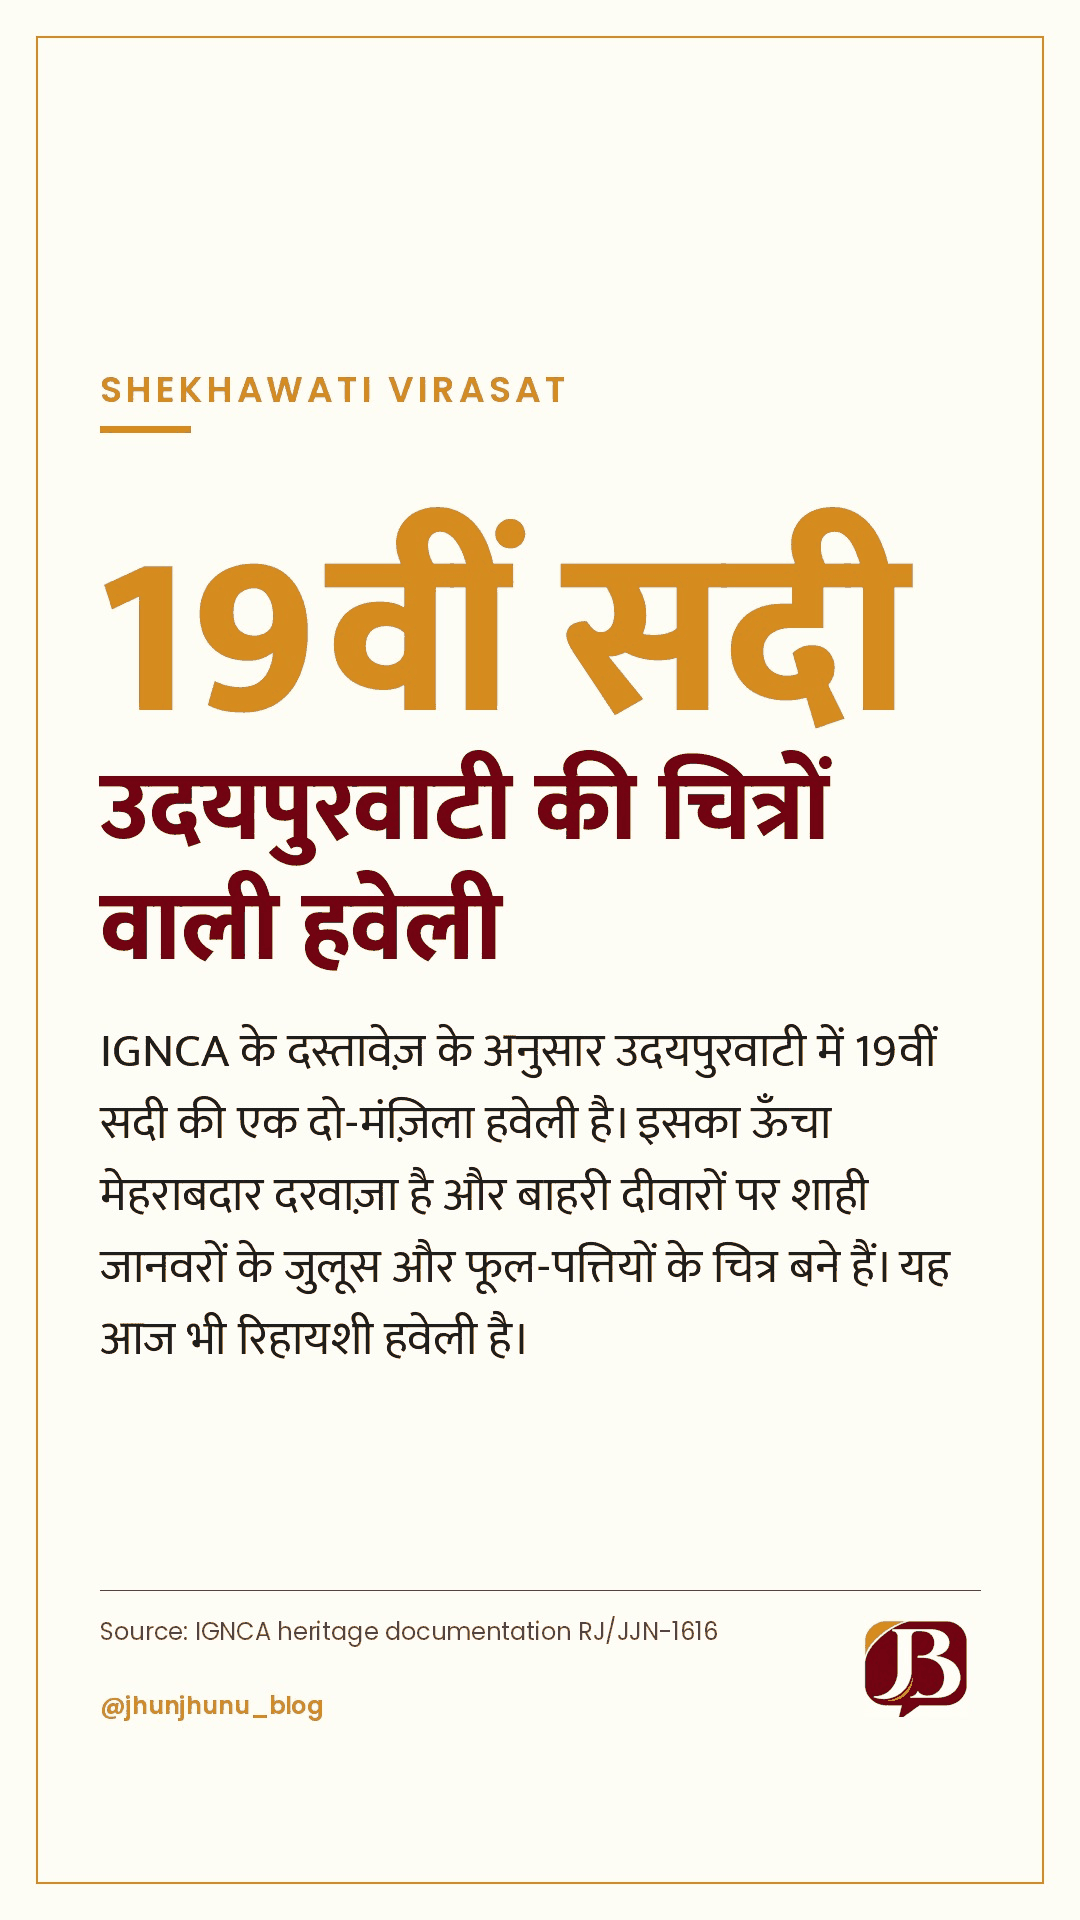 SHEKHAWATI VIRASAT
19वीं सदी
उदयपुरवाटी की चित्रों
वाली हवेली
IGNCA के दस्तावेज़ के अनुसार उदयपुरवाटी में 19वीं
सदी की एक दो-मंज़िला हवेली है। इसका ऊँचा
मेहराबदार दरवाज़ा है और बाहरी दीवारों पर शाही
जानवरों के जुलूस और फूल-पत्तियों के चित्र बने हैं। यह
आज भी रिहायशी हवेली है।
Source: IGNCA heritage documentation RJ/JJN-1616
JB
@jhunjhunu_blog